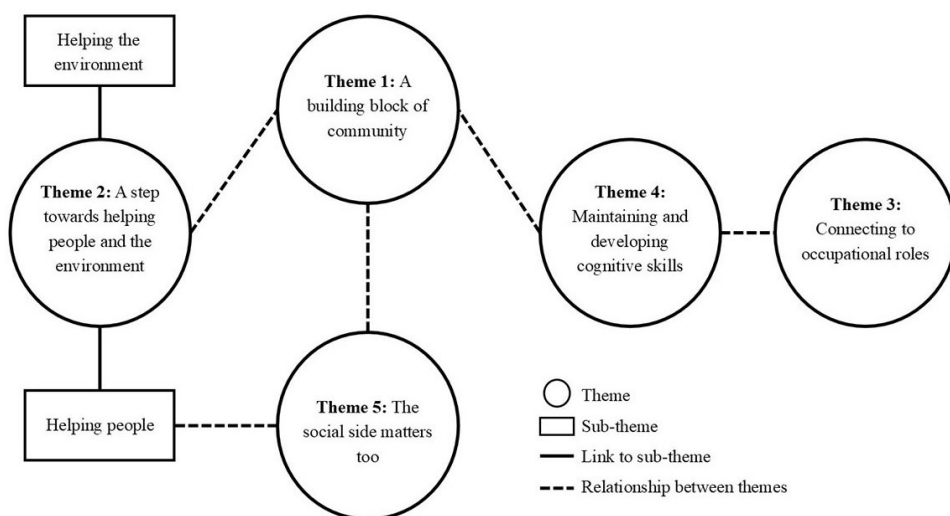 Helping the
environment
Theme 1: A
building block of
community
Theme 2: A step
towards helping
people and the
environment
Theme 4:
Maintaining and
developing
cognitive skills
Theme 3:
Connecting to
occupational roles
Helping people
Theme 5: The
social side matters
too
Theme
Sub-theme
Link to sub-theme
Relationship between themes